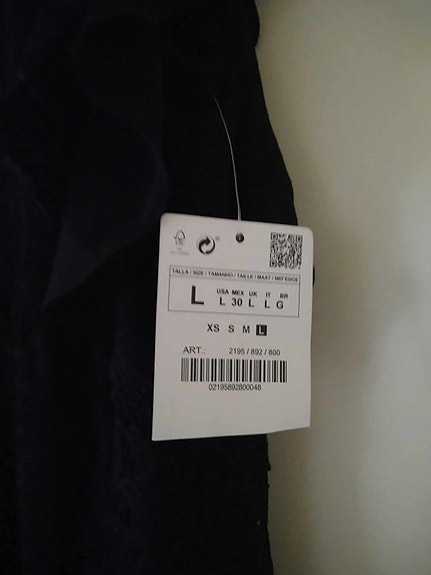 TALLA / SIZE / TAMANHO / TAILLE / MAAT / ΜΕΓΕΘΟΣ
L
USA MEX UK IT BR
L 30 L L G
XS S M L
ART.: 2195 / 892 / 800
02195892800048